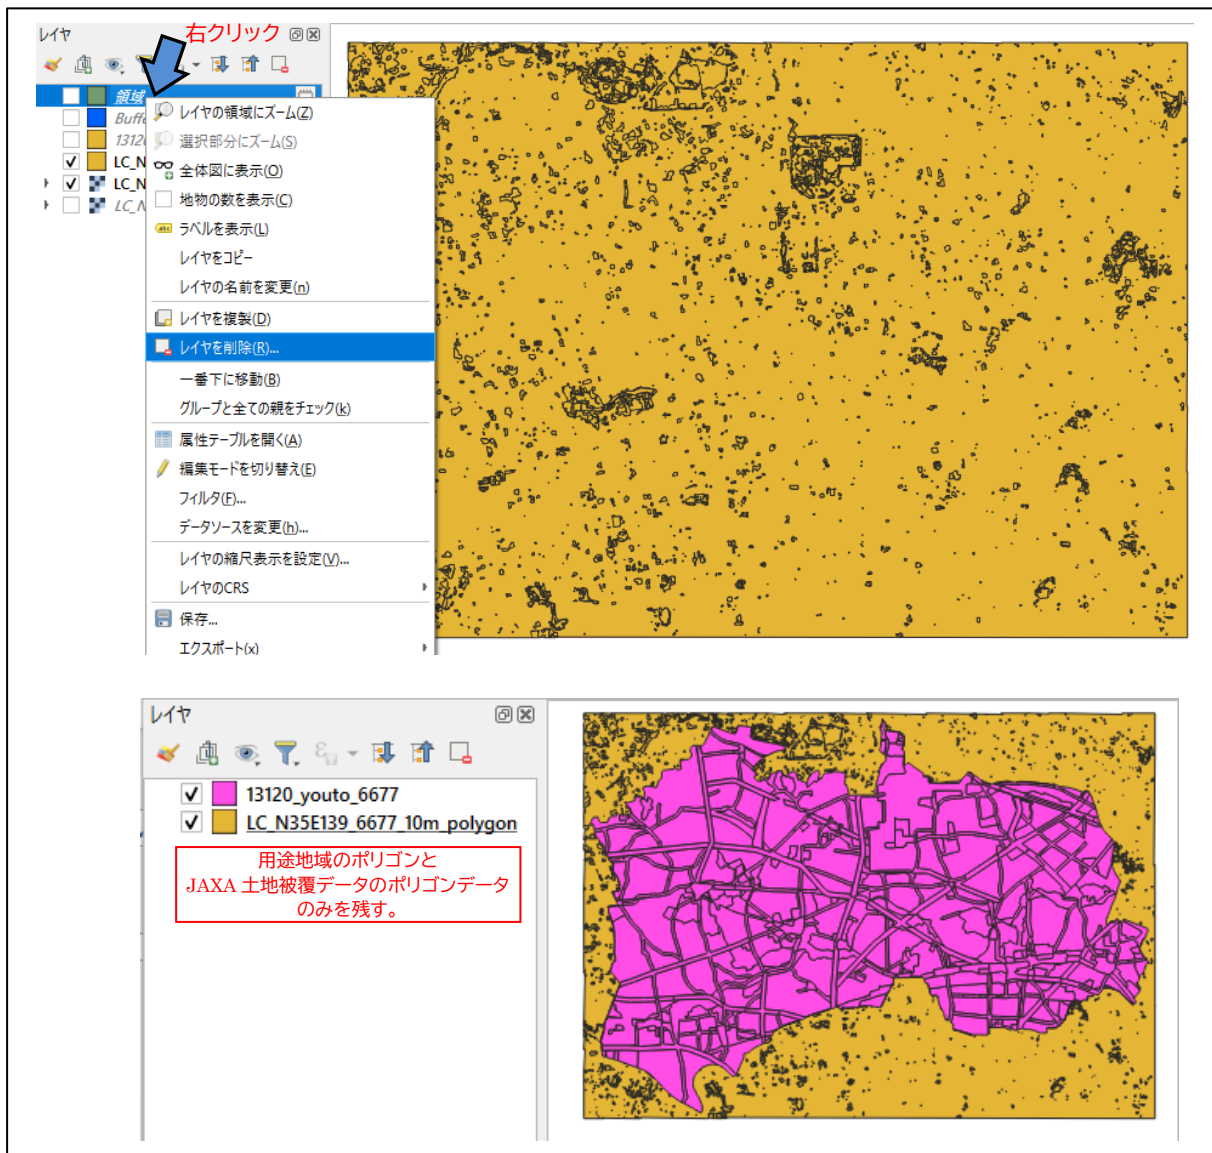 レイヤ
右クリック
領域
Buffe
1312
LC_N
LC_N
LC_N
レイヤの領域にズーム(Z)
選択部分にズーム(S)
全体図に表示(O)
地物の数を表示(C)
ラベルを表示(L)
レイヤをコピー
レイヤの名前を変更(n)
レイヤを複製(D)
レイヤを削除(R)...
一番下に移動(B)
グループと全ての親をチェック(k)
属性テーブルを開く(A)
編集モードを切り替え(E)
フィルタ(F)...
データソースを変更(h)...
レイヤの縮尺表示を設定(V)...
レイヤのCRS
保存...
エクスポート(x)
レイヤ
13120_youto_6677
LC_N35E139_6677_10m_polygon
用途地域のポリゴンと
JAXA 土地被覆データのポリゴンデータ
のみを残す。